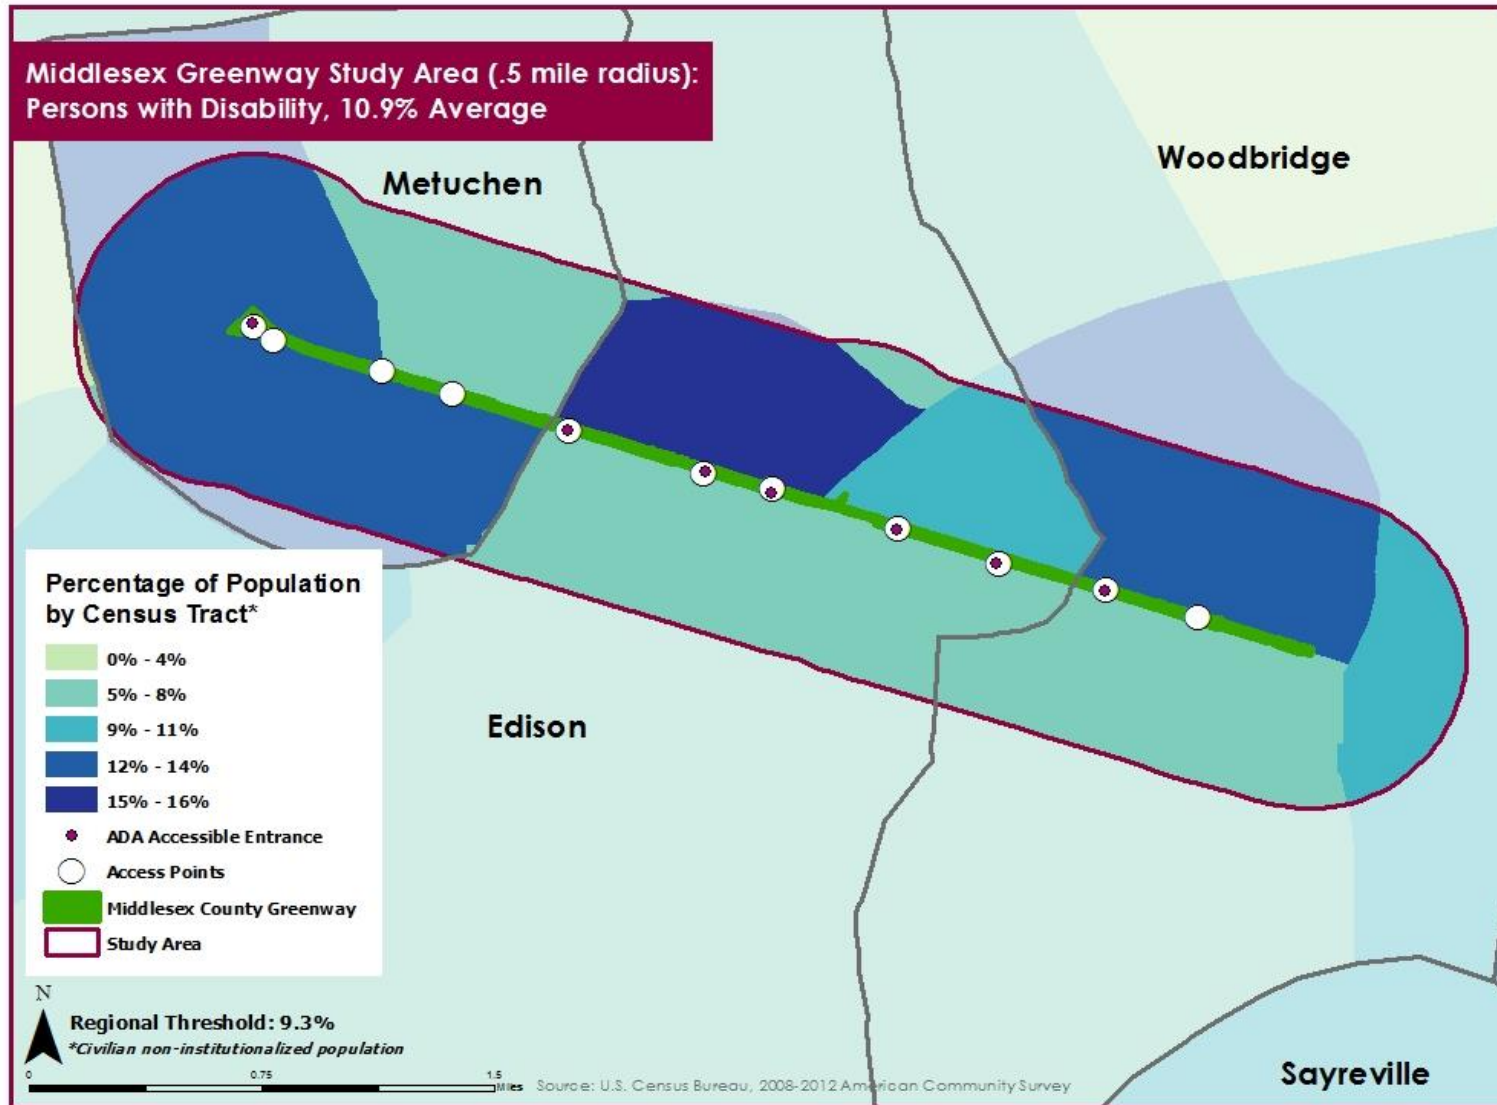 Middlesex Greenway Study Area (.5 mile radius):
Persons with Disability, 10.9% Average
Woodbridge
Metuchen
Percentage of Population
by Census Tract*
0% - 4%
5% - 8%
9% - 11%
12% - 14%
15% - 16%
ADA Accessible Entrance
Access Points
Middlesex County Greenway
Study Area
Edison
N
Regional Threshold: 9.3%
*Civilian non-institutionalized population
0 0.75 1.5
Miles
Source: U.S. Census Bureau, 2008-2012 American Community Survey
Sayreville